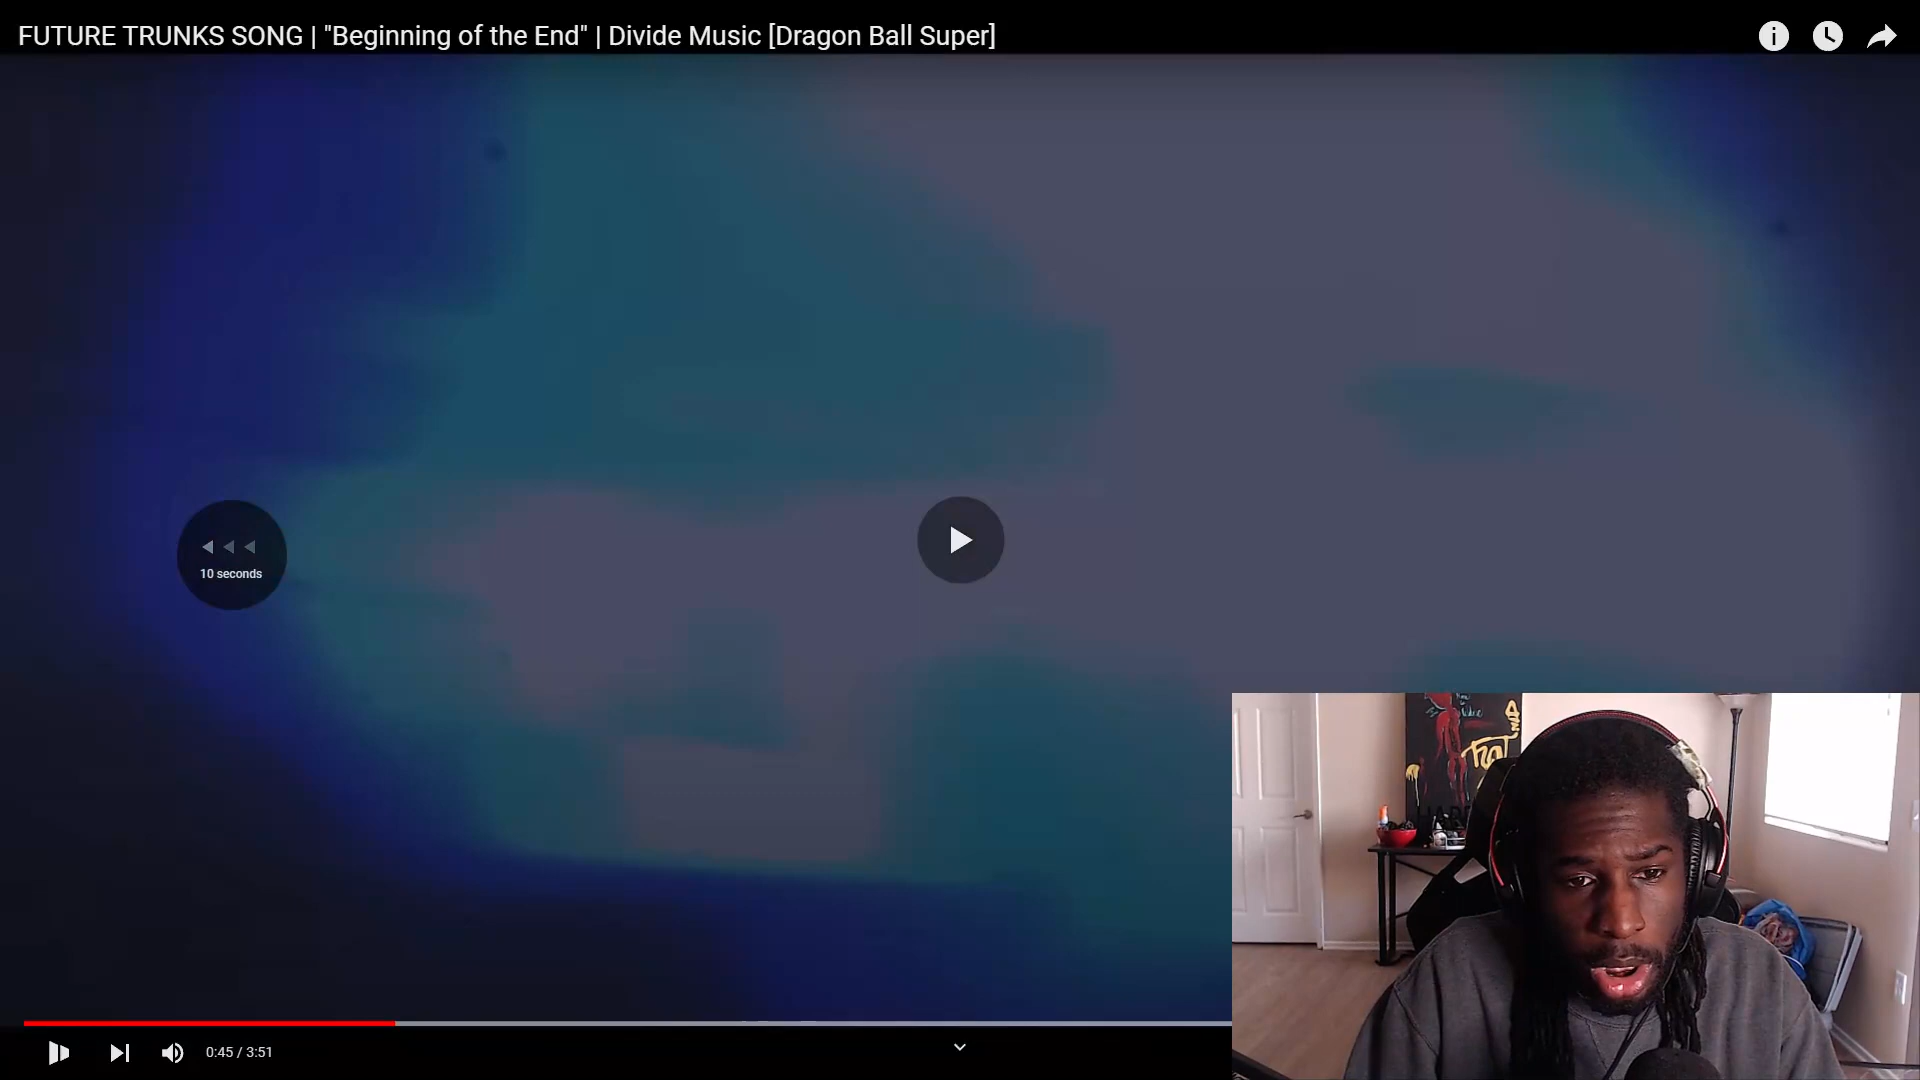 FUTURE TRUNKS SONG | "Beginning of the End" | Divide Music [Dragon Ball Super]
10 seconds
0:45 / 3:51